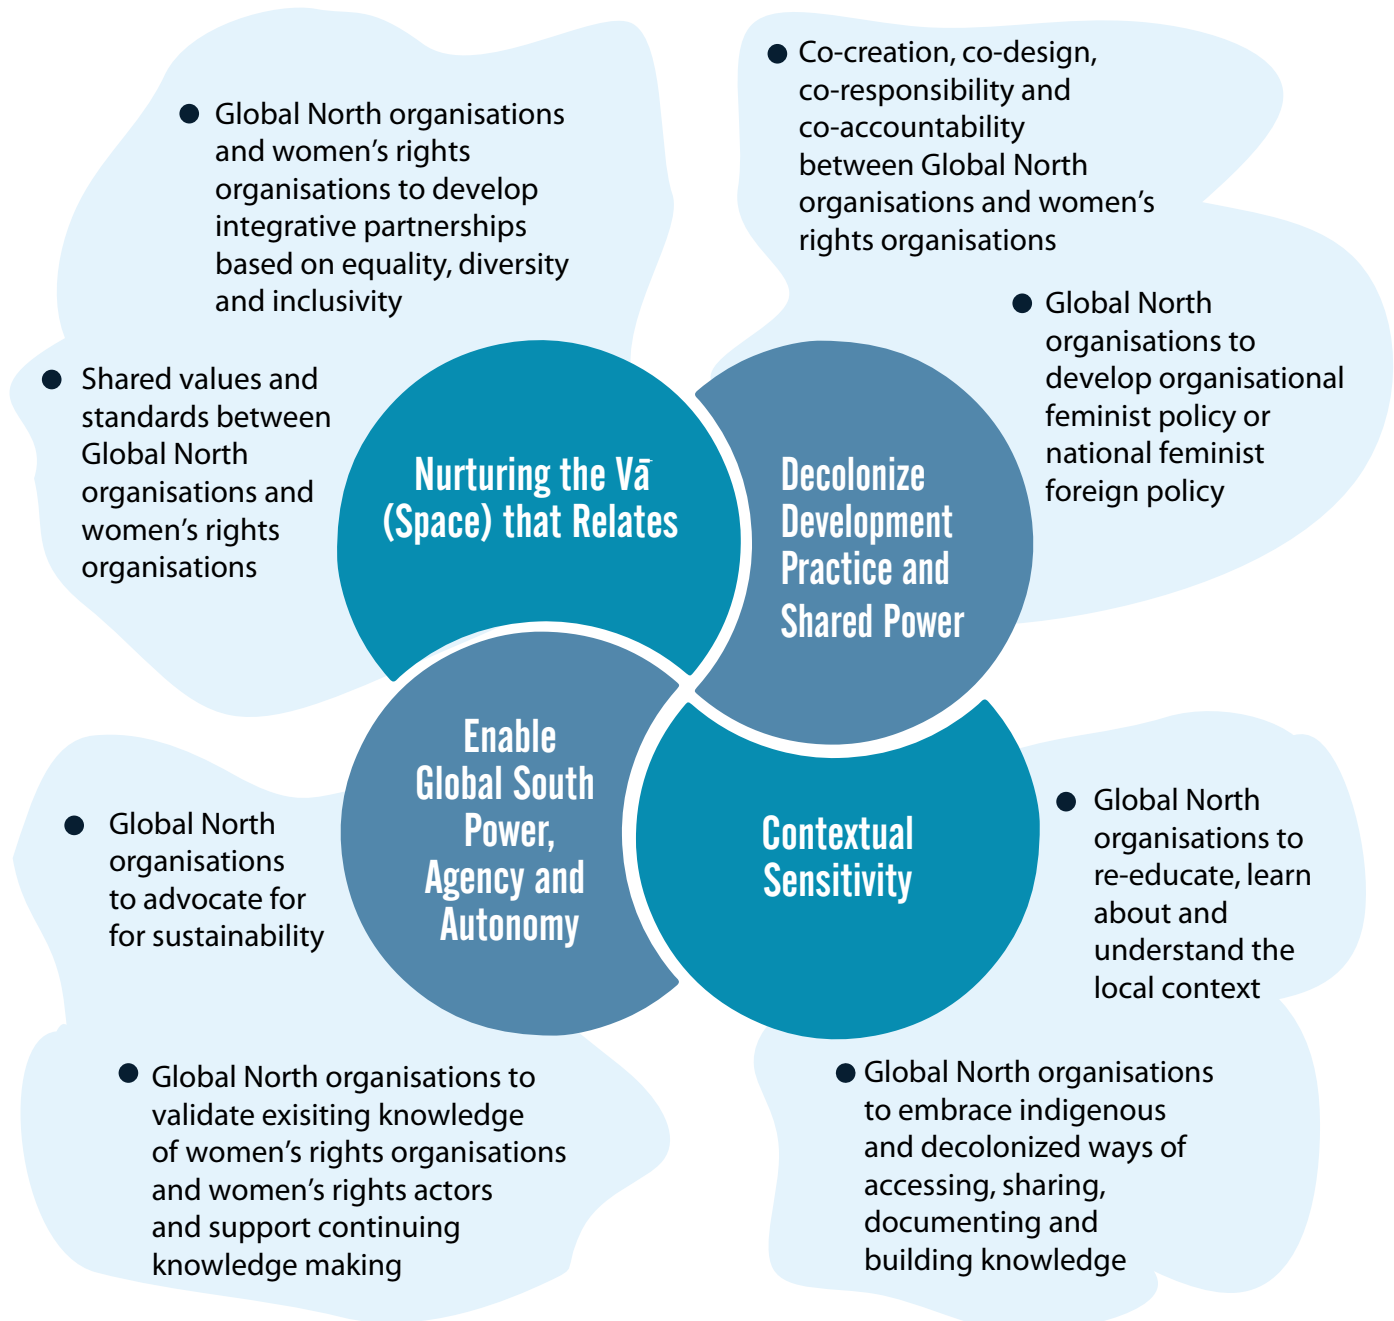 Global North organisations
and women's rights
organisations to develop
integrative partnerships
based on equality, diversity
and inclusivity
Shared values and
standards between
Global North
organisations and
women's rights
organisations
Nurturing the Vā
(Space) that Relates
Co-creation, co-design,
co-responsibility and
co-accountability
between Global North
organisations and women's
rights organisations
Global North
organisations to
develop organisational
feminist policy or
national feminist
foreign policy
Decolonize
Development
Practice and
Shared Power
Enable
Global South
Power,
Agency and
Autonomy
Global North
organisations
to advocate for
for sustainability
Global North organisations to
validate exisiting knowledge
of women's rights organisations
and women's rights actors
and support continuing
knowledge making
Contextual
Sensitivity
Global North
organisations to
re-educate, learn
about and
understand the
local context
Global North organisations
to embrace indigenous
and decolonized ways of
accessing, sharing,
documenting and
building knowledge